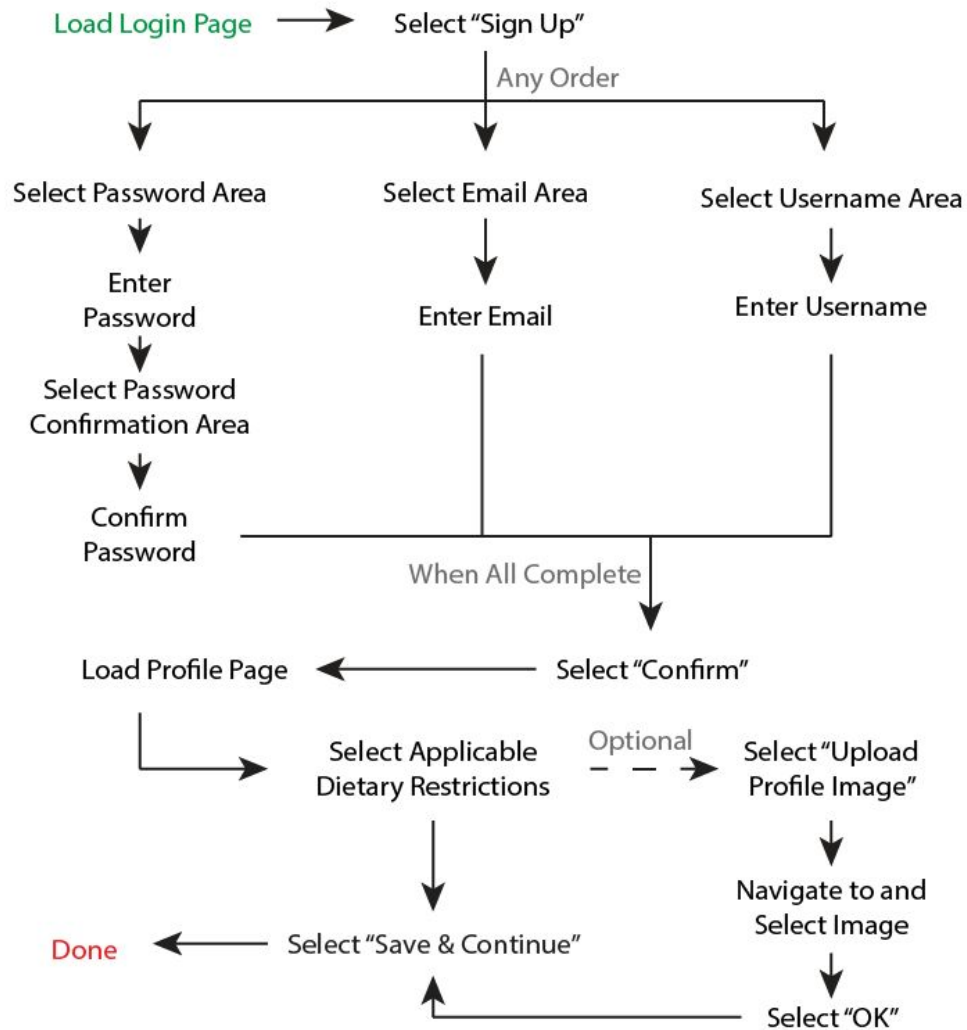 Load Login Page
Select “Sign Up”
Any Order
Select Password Area
Select Email Area
Select Username Area
Enter
Password
Enter Email
Enter Username
Select Password
Confirmation Area
Confirm
Password
When All Complete
Load Profile Page
Select “Confirm”
Select Applicable
Dietary Restrictions
Optional
Select “Upload
Profile Image”
Navigate to and
Select Image
Done
Select “Save & Continue”
Select “OK”